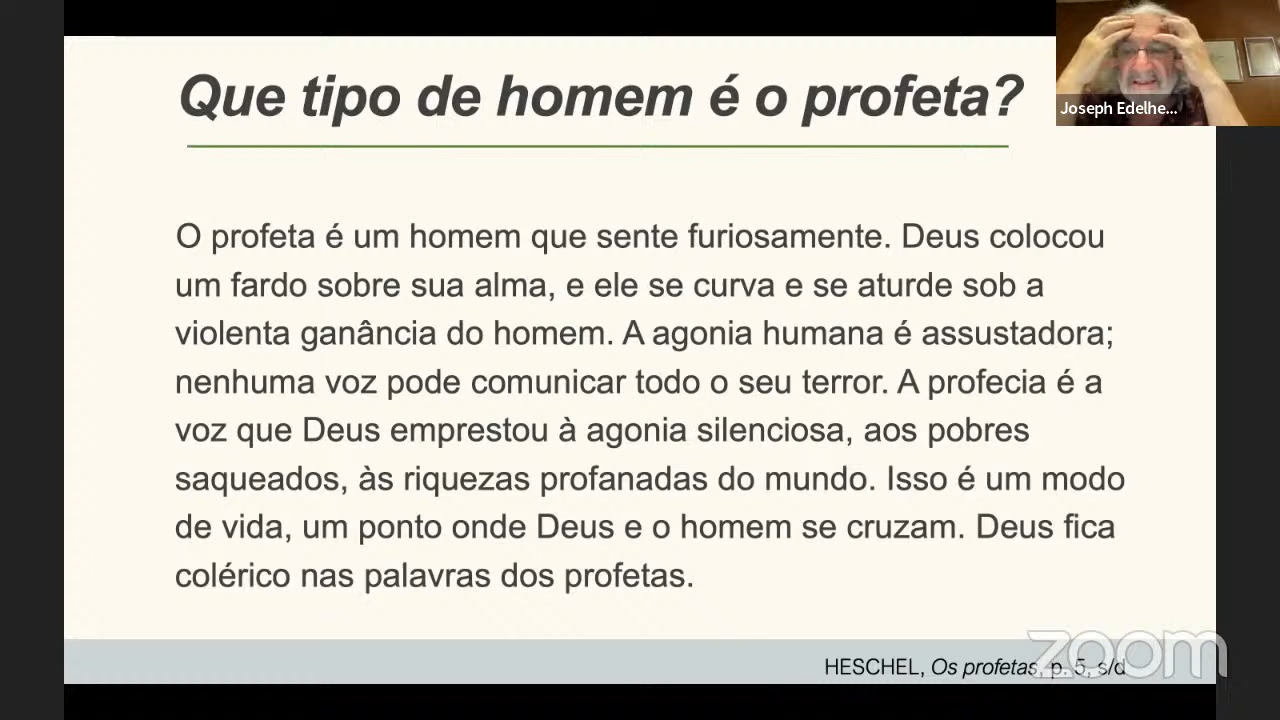 Que tipo de homem é o profeta?
Joseph Edelhe...
O profeta é um homem que sente furiosamente. Deus colocou
um fardo sobre sua alma, e ele se curva e se aturde sob a
violenta ganância do homem. A agonia humana é assustadora;
nenhuma voz pode comunicar todo o seu terror. A profecia é a
voz que Deus emprestou à agonia silenciosa, aos pobres
saqueados, às riquezas profanadas do mundo. Isso é um modo
de vida, um ponto onde Deus e o homem se cruzam. Deus fica
colérico nas palavras dos profetas.
HESCHEL, Os profetas, p. 5, s/d
zoom